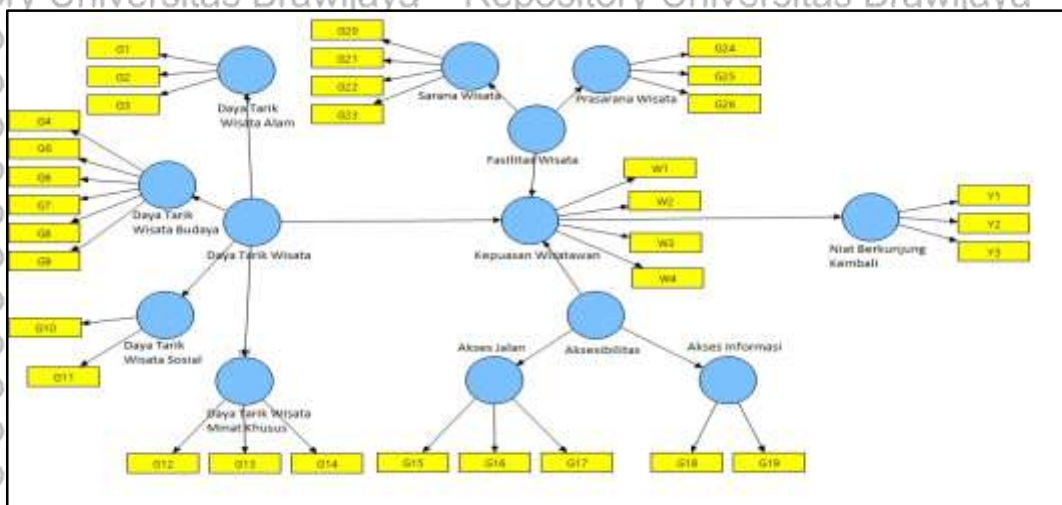 Repository Universitas Brawijaya
G1
G2
G3
Daya Tarik
Wisata Alam
G20
G21
G22
G23
Sarana Wisata
Prasarana Wisata
G24
G25
G26
Fasilitas Wisata
G4
G5
G6
G7
G8
G9
Daya Tarik
Wisata Budaya
Daya Tarik Wisata
Kepuasan Wisatawan
W1
W2
W3
W4
Niat Berkunjung
Kembali
Y1
Y2
Y3
G10
G11
Daya Tarik
Wisata Sosial
Daya Tarik Wisata
Minat Khusus
G12
G13
G14
Akses Jalan
Aksesibilitas
Akses Informasi
G15
G16
G17
G18
G19